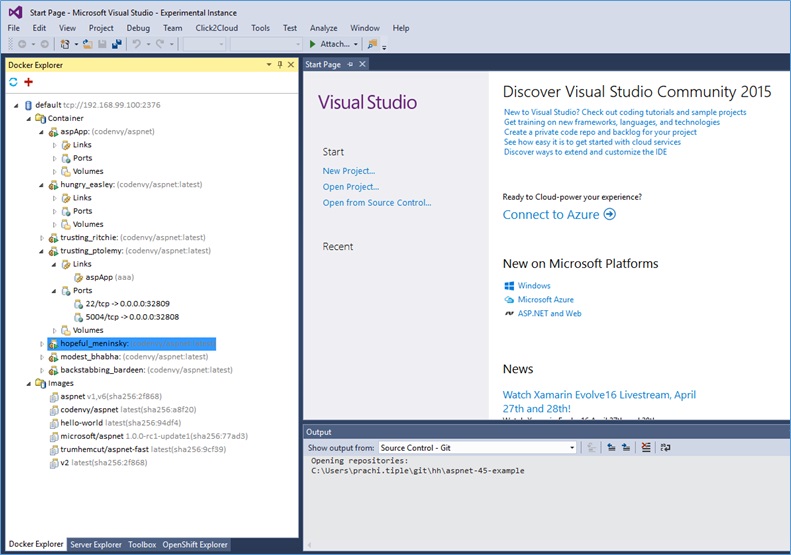 Start Page - Microsoft Visual Studio - Experimental Instance
File Edit View Project Debug Team Click2Cloud Tools Test Analyze Window Help
Attach...
Docker Explorer
default tcp://192.168.99.100:2376
Container
aspApp: (codenvy/aspnet)
Links
Ports
Volumes
hungry_easley: (codenvy/aspnet:latest)
Links
Ports
Volumes
trusting_ritchie: (codenvy/aspnet:latest)
trusting_ptolemy: (codenvy/aspnet:latest)
Links
aspApp (aaa)
Ports
22/tcp -> 0.0.0.0:32809
5004/tcp -> 0.0.0.0:32808
Volumes
hopeful_meninsky:
modest_bhabha: (codenvy/aspnet:latest)
backstabbing_bardeen: (codenvy/aspnet:latest)
Images
aspnet v1,v6(sha256:2f868)
codenvy/aspnet latest(sha256:a8f20)
hello-world latest(sha256:94df4)
microsoft/aspnet 1.0.0-rc1-update1(sha256:77ad3)
trumhemcut/aspnet-fast latest(sha256:9cf39)
v2 latest(sha256:2f868)
Docker Explorer Server Explorer Toolbox OpenShift Explorer
Start Page
Visual Studio
Start
New Project...
Open Project...
Open from Source Control...
Recent
Discover Visual Studio Community 2015
New to Visual Studio? Check out coding tutorials and sample projects
Get training on new frameworks, languages, and technologies
Create a private code repo and backlog for your project
See how easy it is to get started with cloud services
Discover ways to extend and customize the IDE
Ready to Cloud-power your experience?
Connect to Azure
New on Microsoft Platforms
Windows
Microsoft Azure
ASP.NET and Web
News
Watch Xamarin Evolve16 Livestream, April
27th and 28th!
Output
Show output from: Source Control - Git
Opening repositories:
C:\Users\prachi.tiple\git\hh\aspnet-45-example